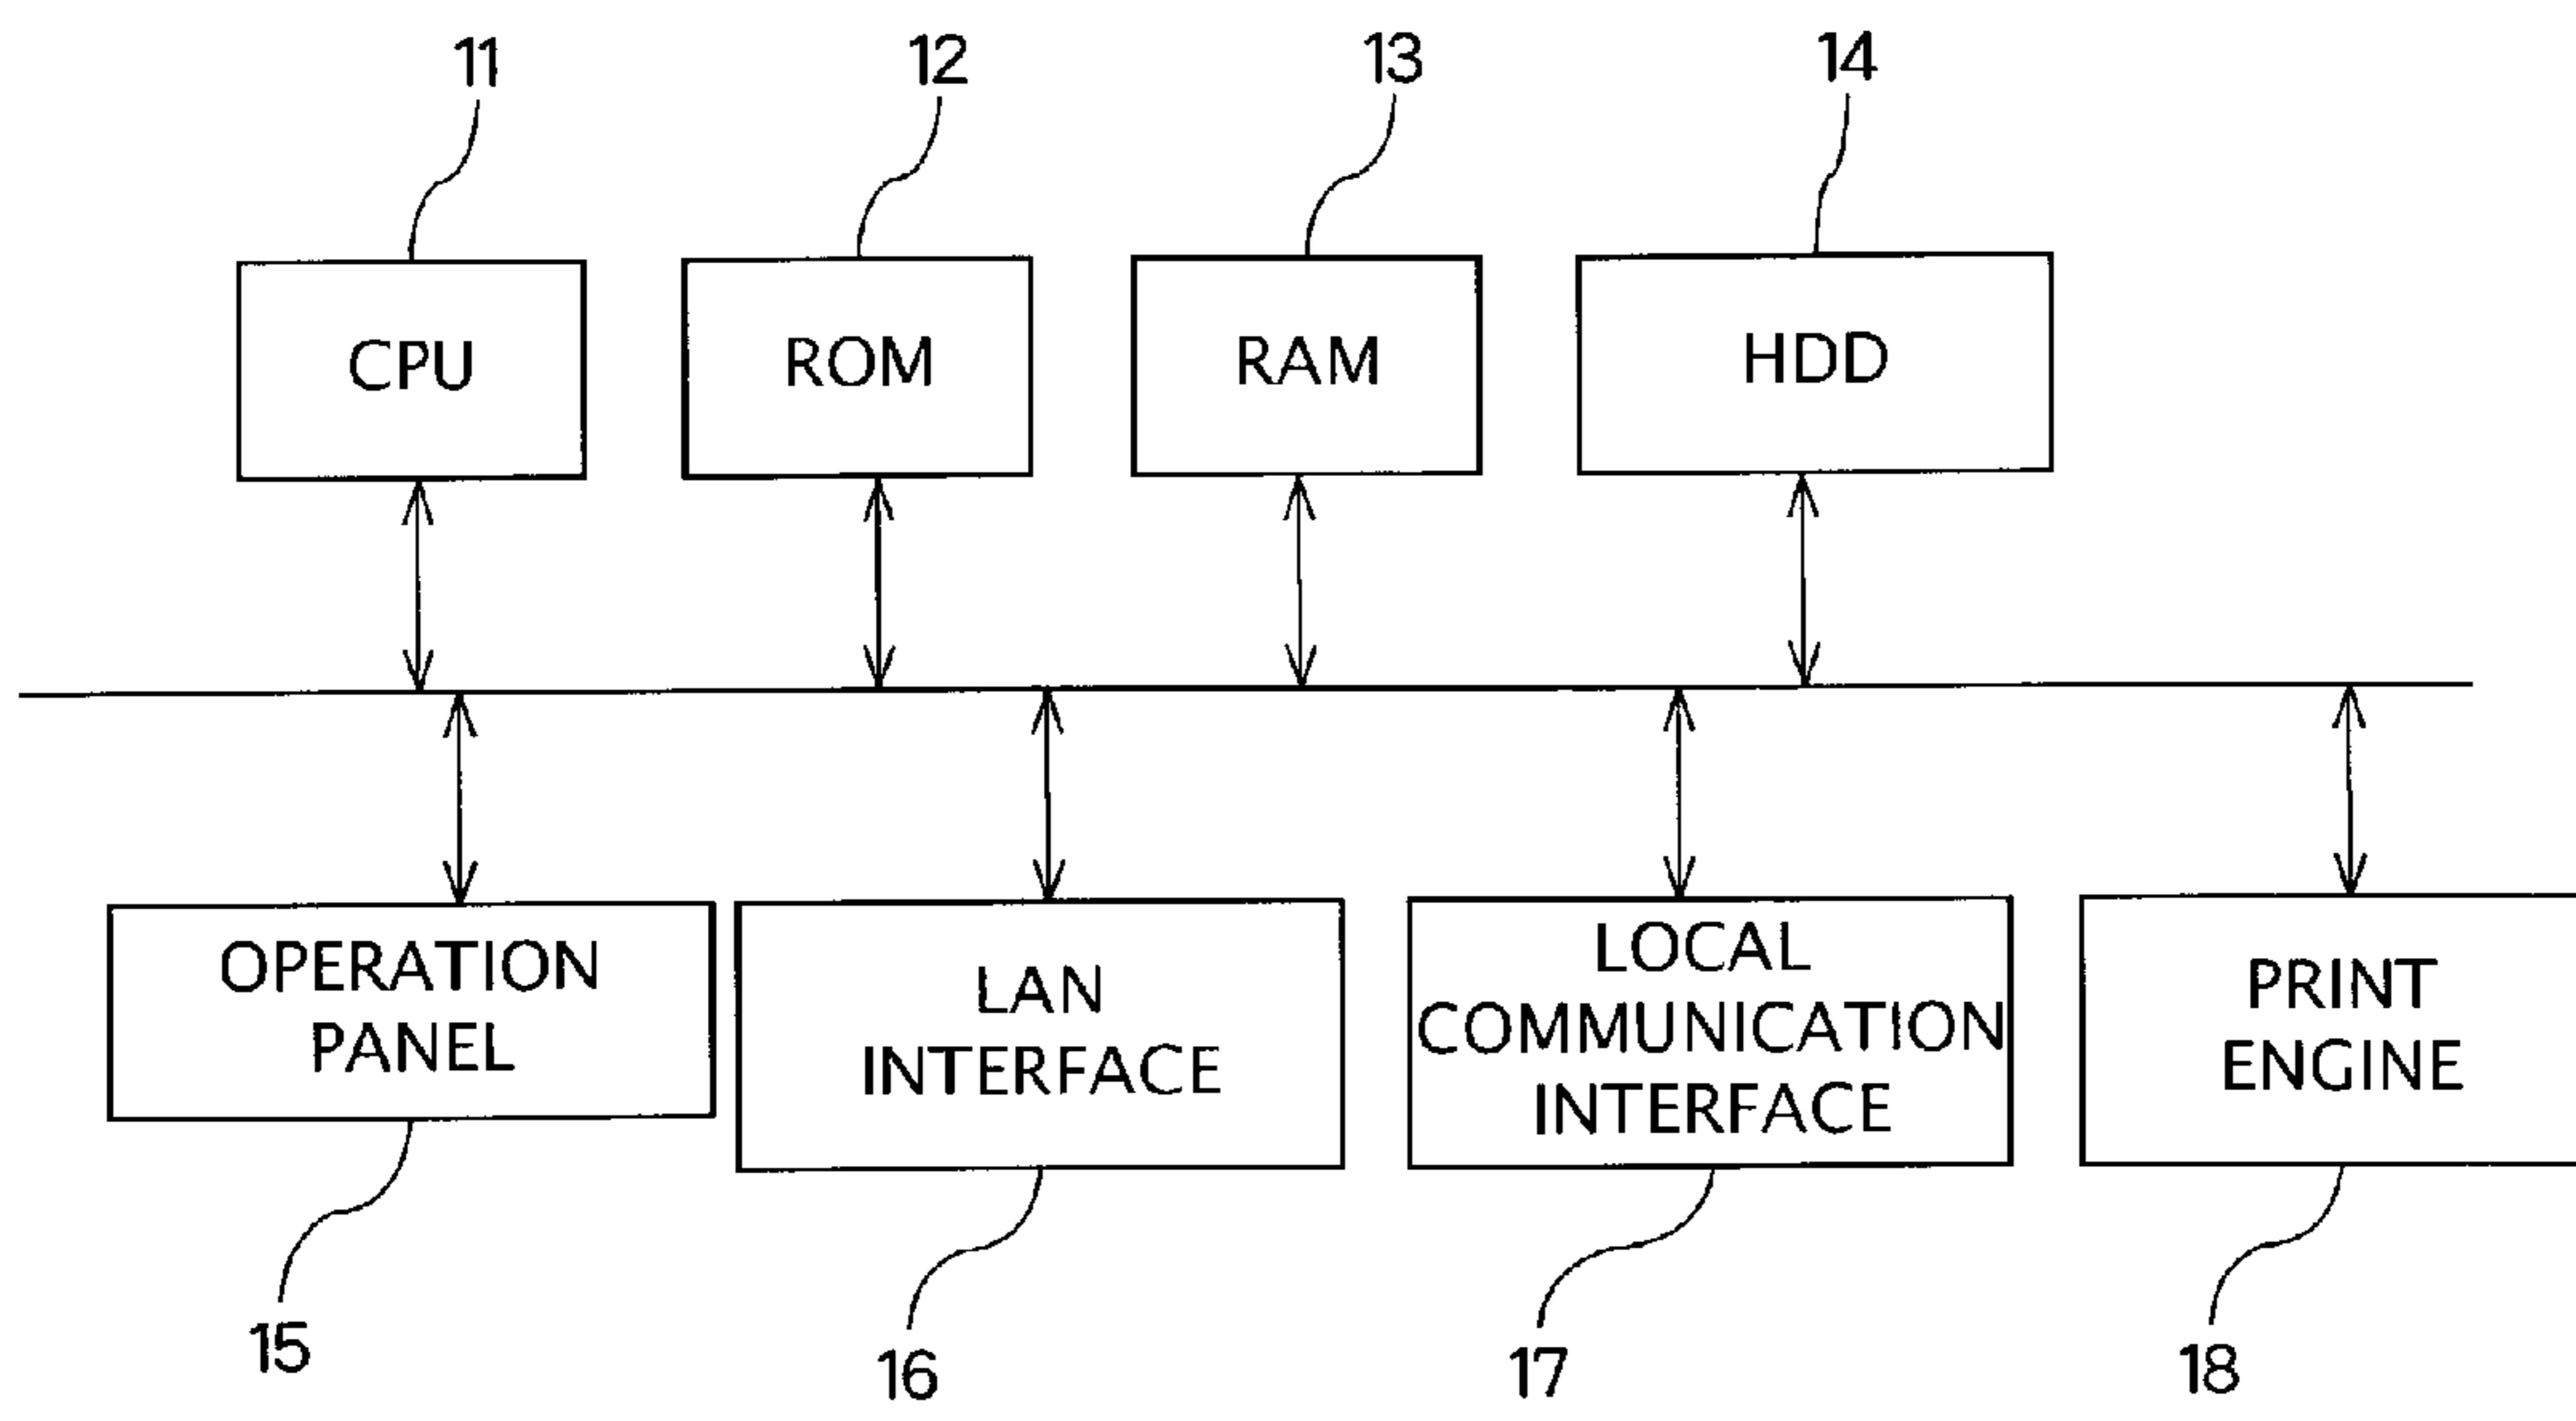 11
12
13
14
CPU
ROM
RAM
HDD
OPERATION
PANEL
LAN
INTERFACE
LOCAL
COMMUNICATION
INTERFACE
PRINT
ENGINE
15
16
17
18